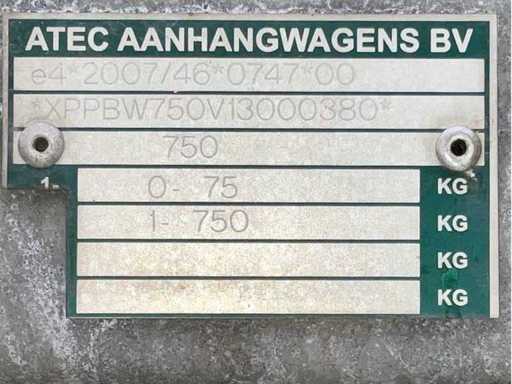 ATEC AANHANGWAGENS BV
e4*2007/46*0747*00
*XPPBW750V13000380*
750
1- 0- 75 KG
1- 750 KG
KG
KG